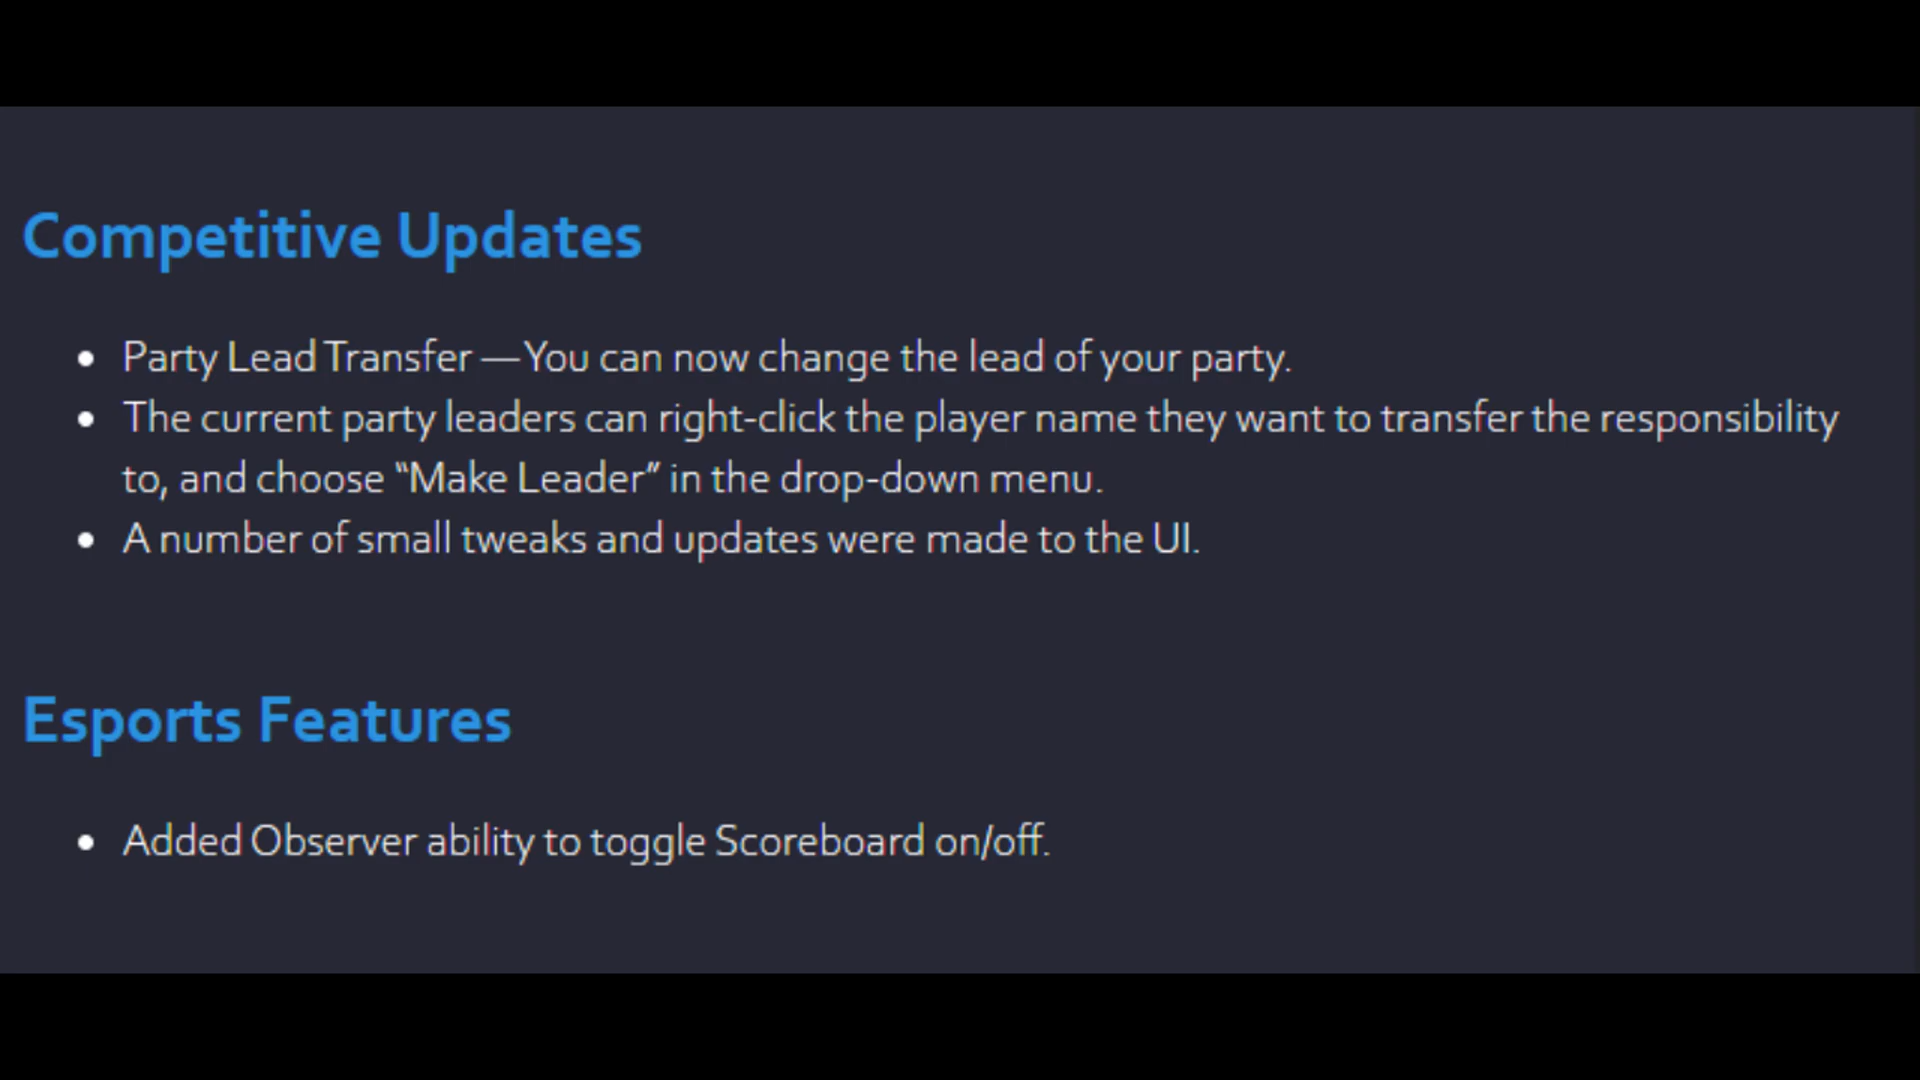 Competitive Updates
Party Lead Transfer — You can now change the lead of your party.
The current party leaders can right-click the player name they want to transfer the responsibility
to, and choose “Make Leader” in the drop-down menu.
A number of small tweaks and updates were made to the UI.
Esports Features
Added Observer ability to toggle Scoreboard on/off.